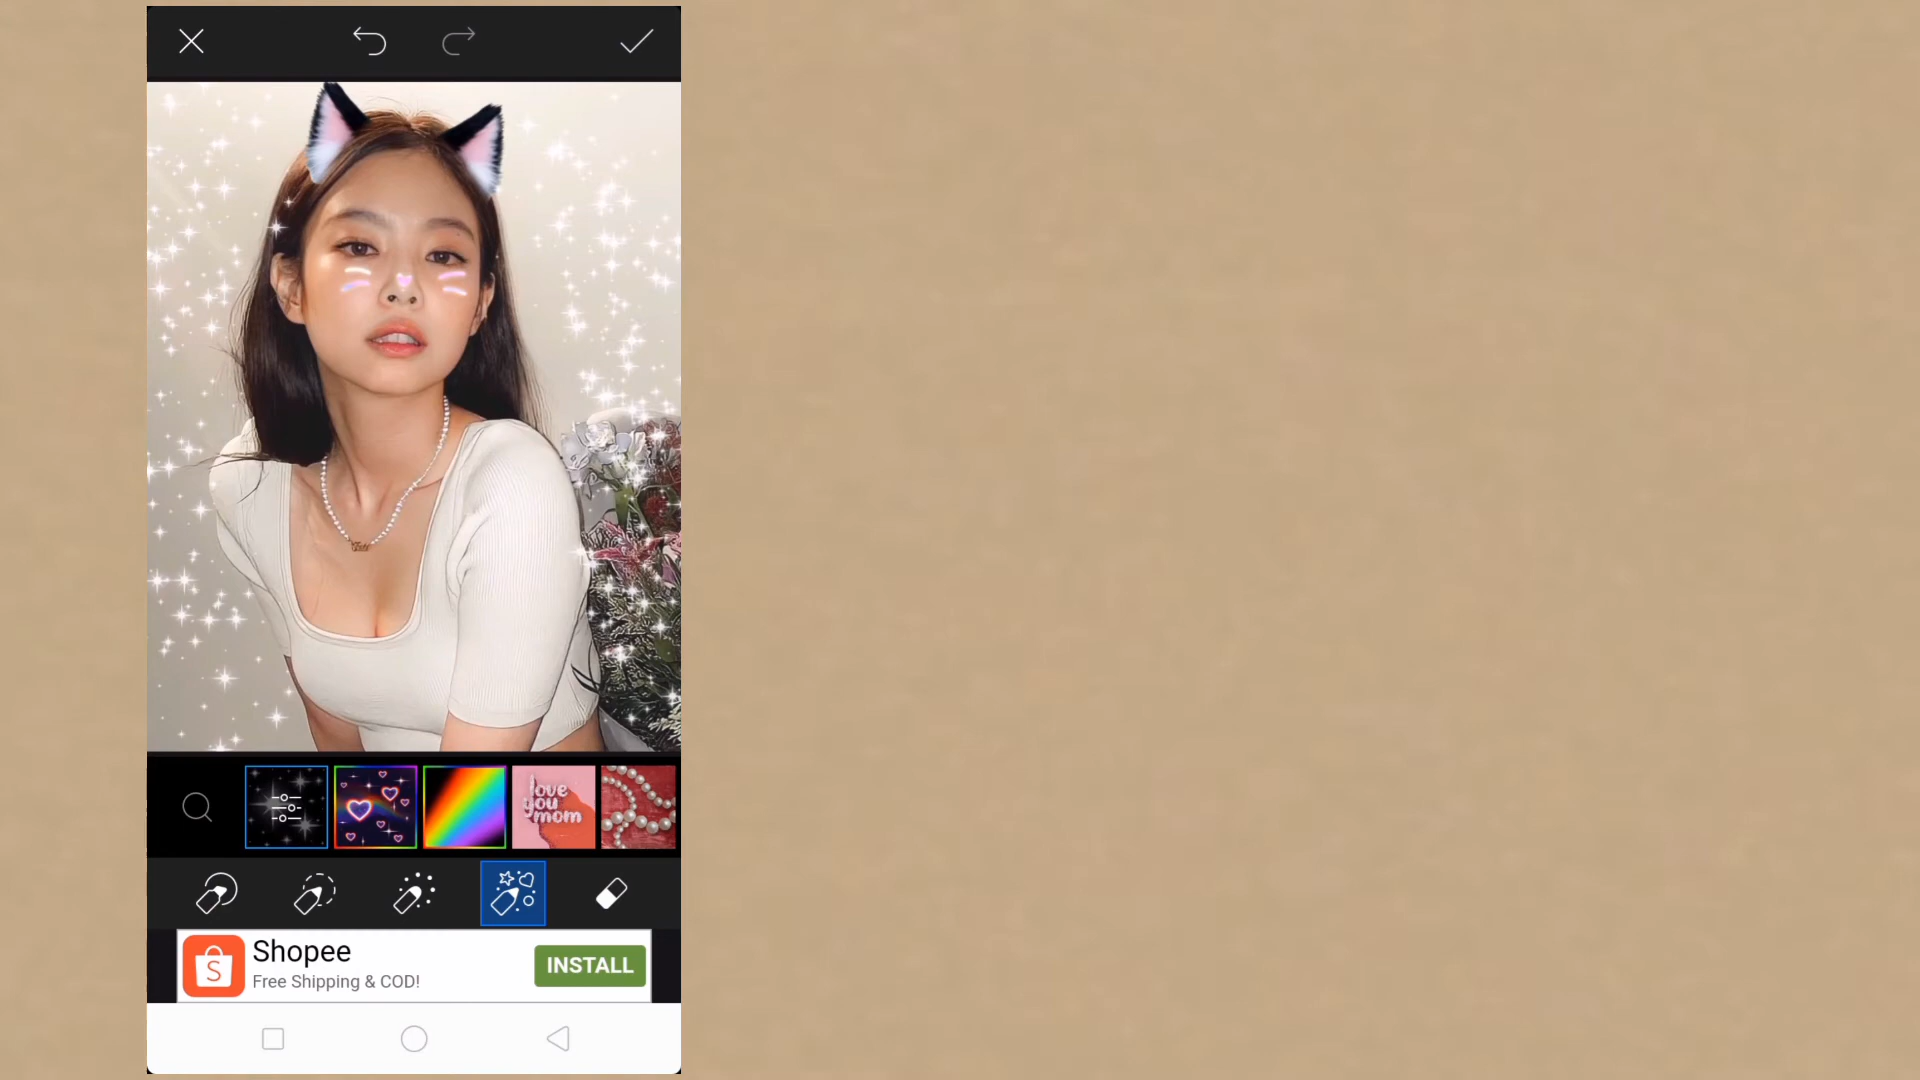 love
you
mom
S
Shopee
Free Shipping & COD!
INSTALL